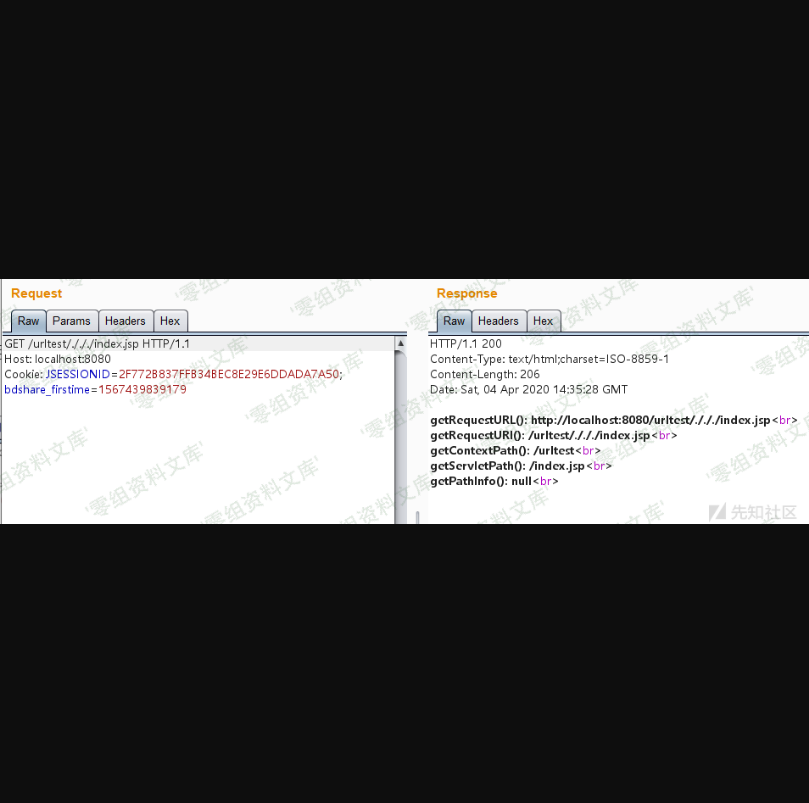 Request
Response
Raw Params Headers Hex
Raw Headers Hex
GET /urltest/./././index.jsp HTTP/1.1
Host: localhost:8080
Cookie: JSESSIONID=2F772B837FFB34BEC8E29E6DDADA7A50;
bdshare_firstime=1567439839179
HTTP/1.1 200
Content-Type: text/html;charset=ISO-8859-1
Content-Length: 206
Date: Sat, 04 Apr 2020 14:35:28 GMT
getRequestURL(): http://localhost:8080/urltest/./././index.jsp<br>
getRequestURI(): /urltest/./././index.jsp<br>
getContextPath(): /urltest<br>
getServletPath(): /index.jsp<br>
getPathInfo(): null<br>
'零组资料文库'
先知社区